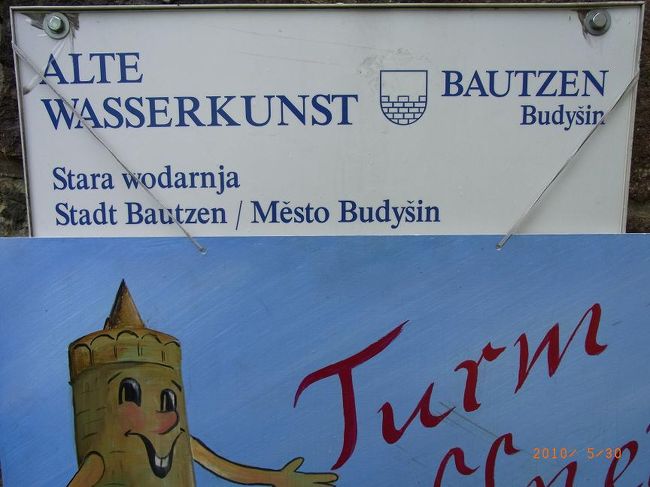 ALTE
WASSERKUNST
BAUTZEN
Budyšin
Stara wodarnja
Stadt Bautzen / Město Budyšin
Turm
2010/ 5/30